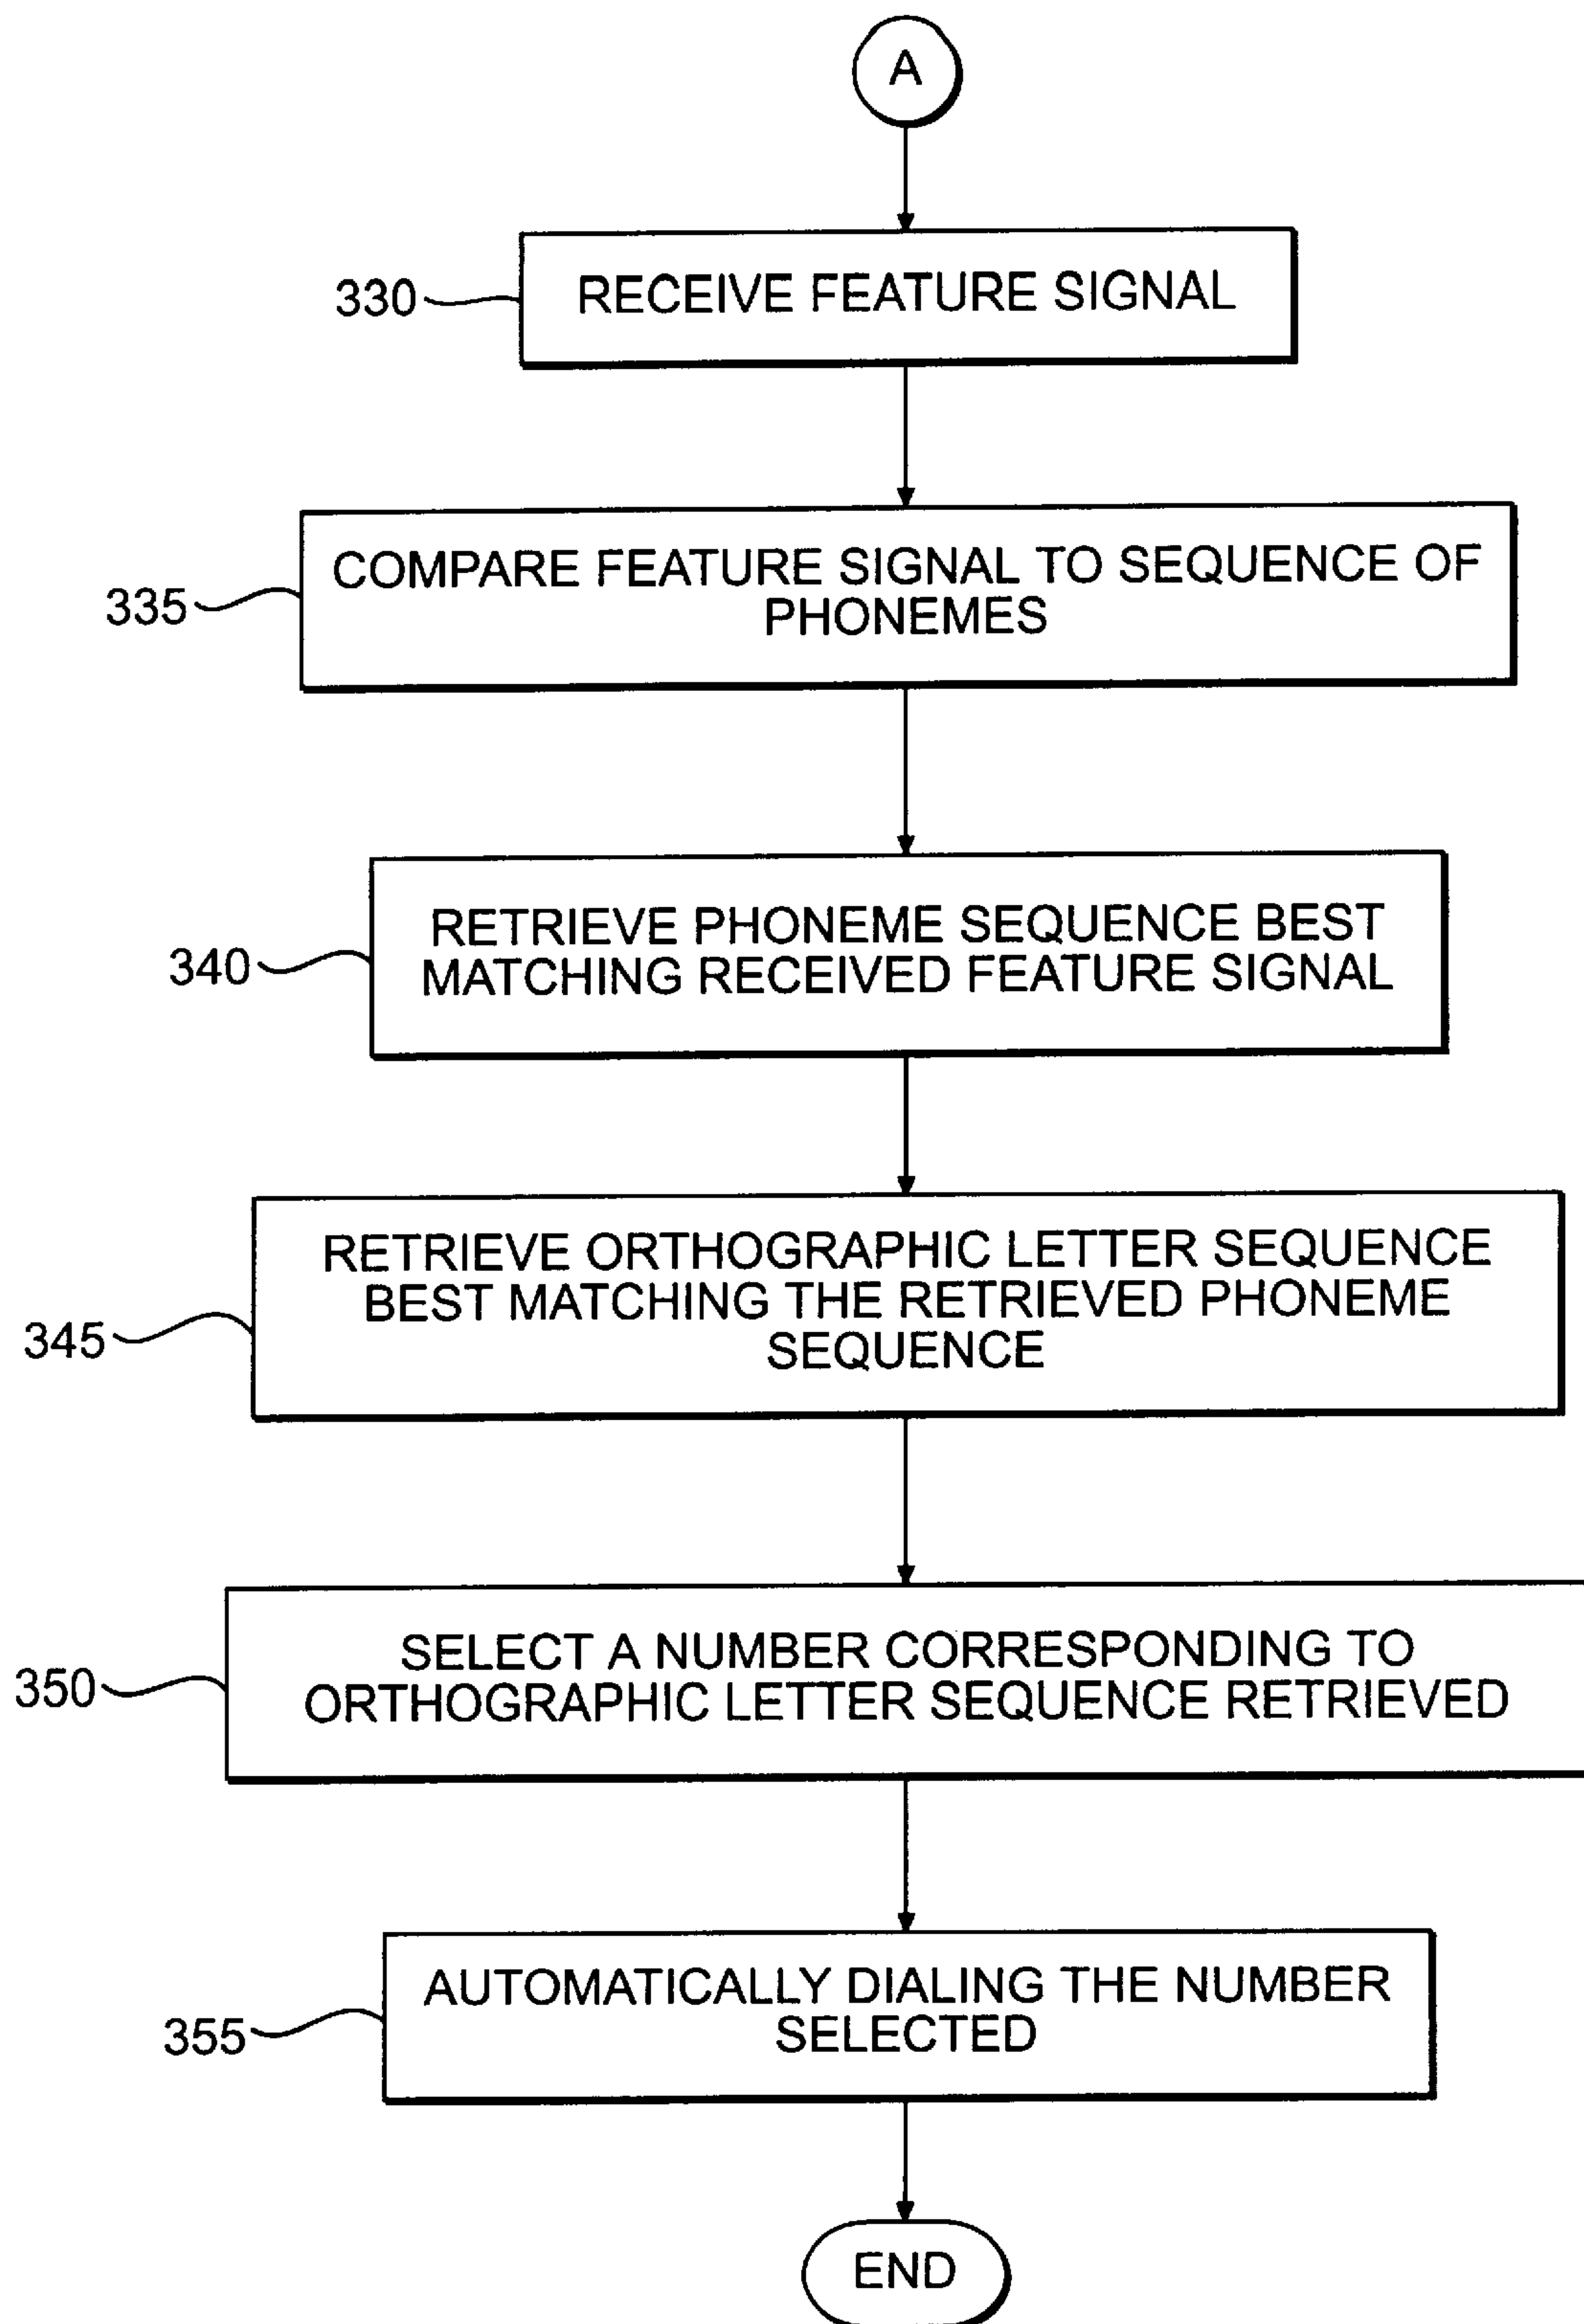 A
330
RECEIVE FEATURE SIGNAL
335
COMPARE FEATURE SIGNAL TO SEQUENCE OF
PHONEMES
340
RETRIEVE PHONEME SEQUENCE BEST
MATCHING RECEIVED FEATURE SIGNAL
345
RETRIEVE ORTHOGRAPHIC LETTER SEQUENCE
BEST MATCHING THE RETRIEVED PHONEME
SEQUENCE
350
SELECT A NUMBER CORRESPONDING TO
ORTHOGRAPHIC LETTER SEQUENCE RETRIEVED
355
AUTOMATICALLY DIALING THE NUMBER
SELECTED
END